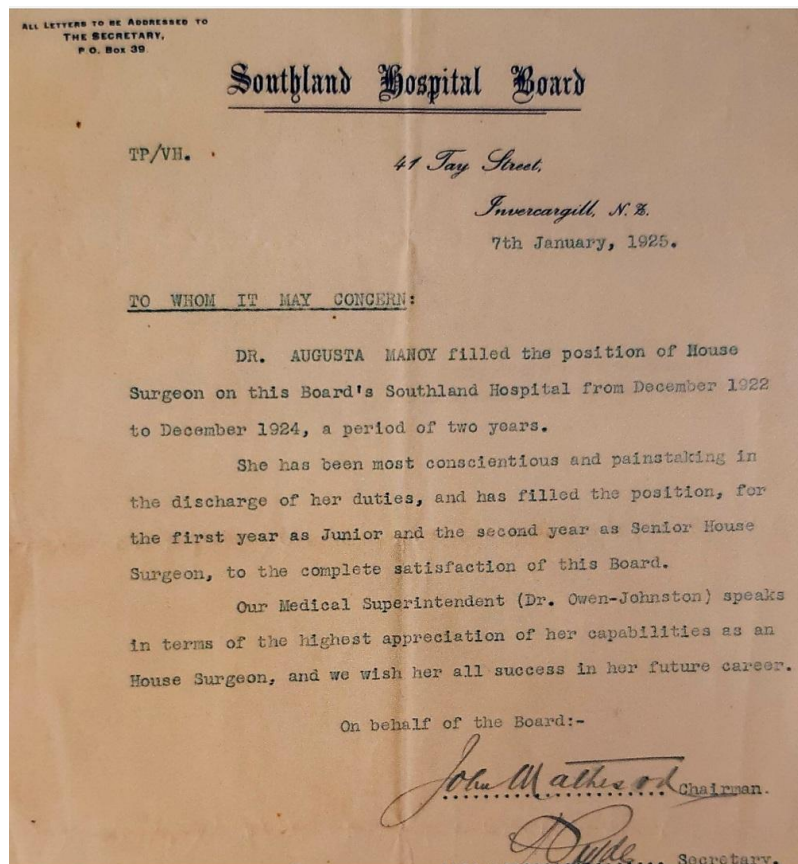 ALL LETTERS TO BE ADDRESSED TO
THE SECRETARY,
P.O. BOX 39.
Southland Hospital Board
TP/VH.
41 Tay Street,
Invercargill, N.Z.
7th January, 1925.
TO WHOM IT MAY CONCERN:
DR. AUGUSTA MANOY filled the position of House
Surgeon on this Board's Southland Hospital from December 1922
to December 1924, a period of two years.
She has been most conscientious and painstaking in
the discharge of her duties, and has filled the position, for
the first year as Junior and the second year as Senior House
Surgeon, to the complete satisfaction of this Board.
Our Medical Superintendent (Dr. Owen-Johnston) speaks
in terms of the highest appreciation of her capabilities as an
House Surgeon, and we wish her all success in her future career.
On behalf of the Board:-
John Matheson Chairman.
Secretary.